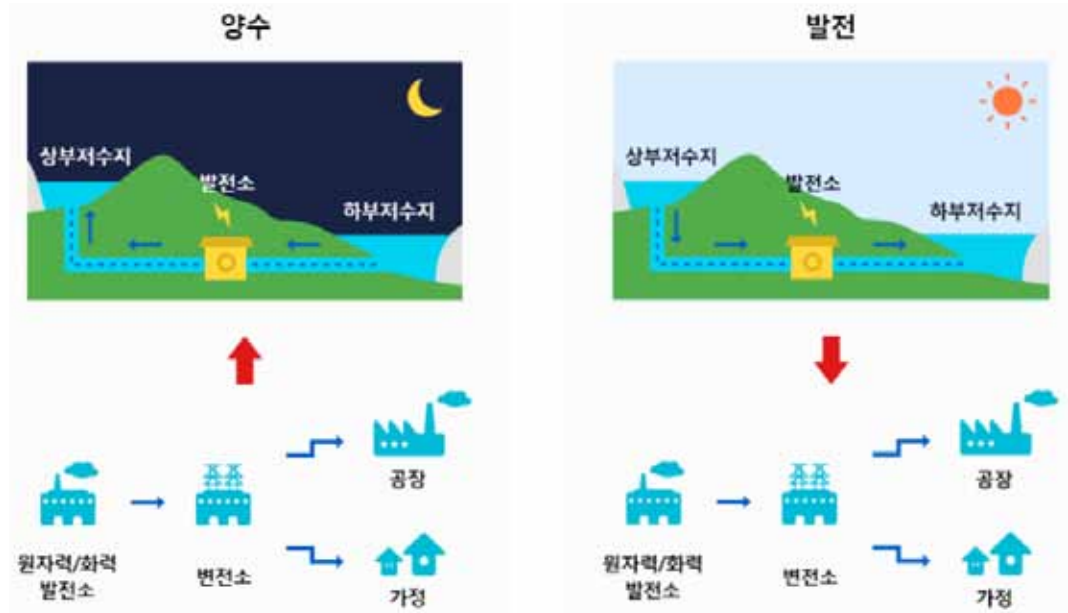 양수
상부저수지
발전소
하부저수지
공장
원자력/화력
발전소
변전소
가정
발전
상부저수지
발전소
하부저수지
공장
원자력/화력
발전소
변전소
가정